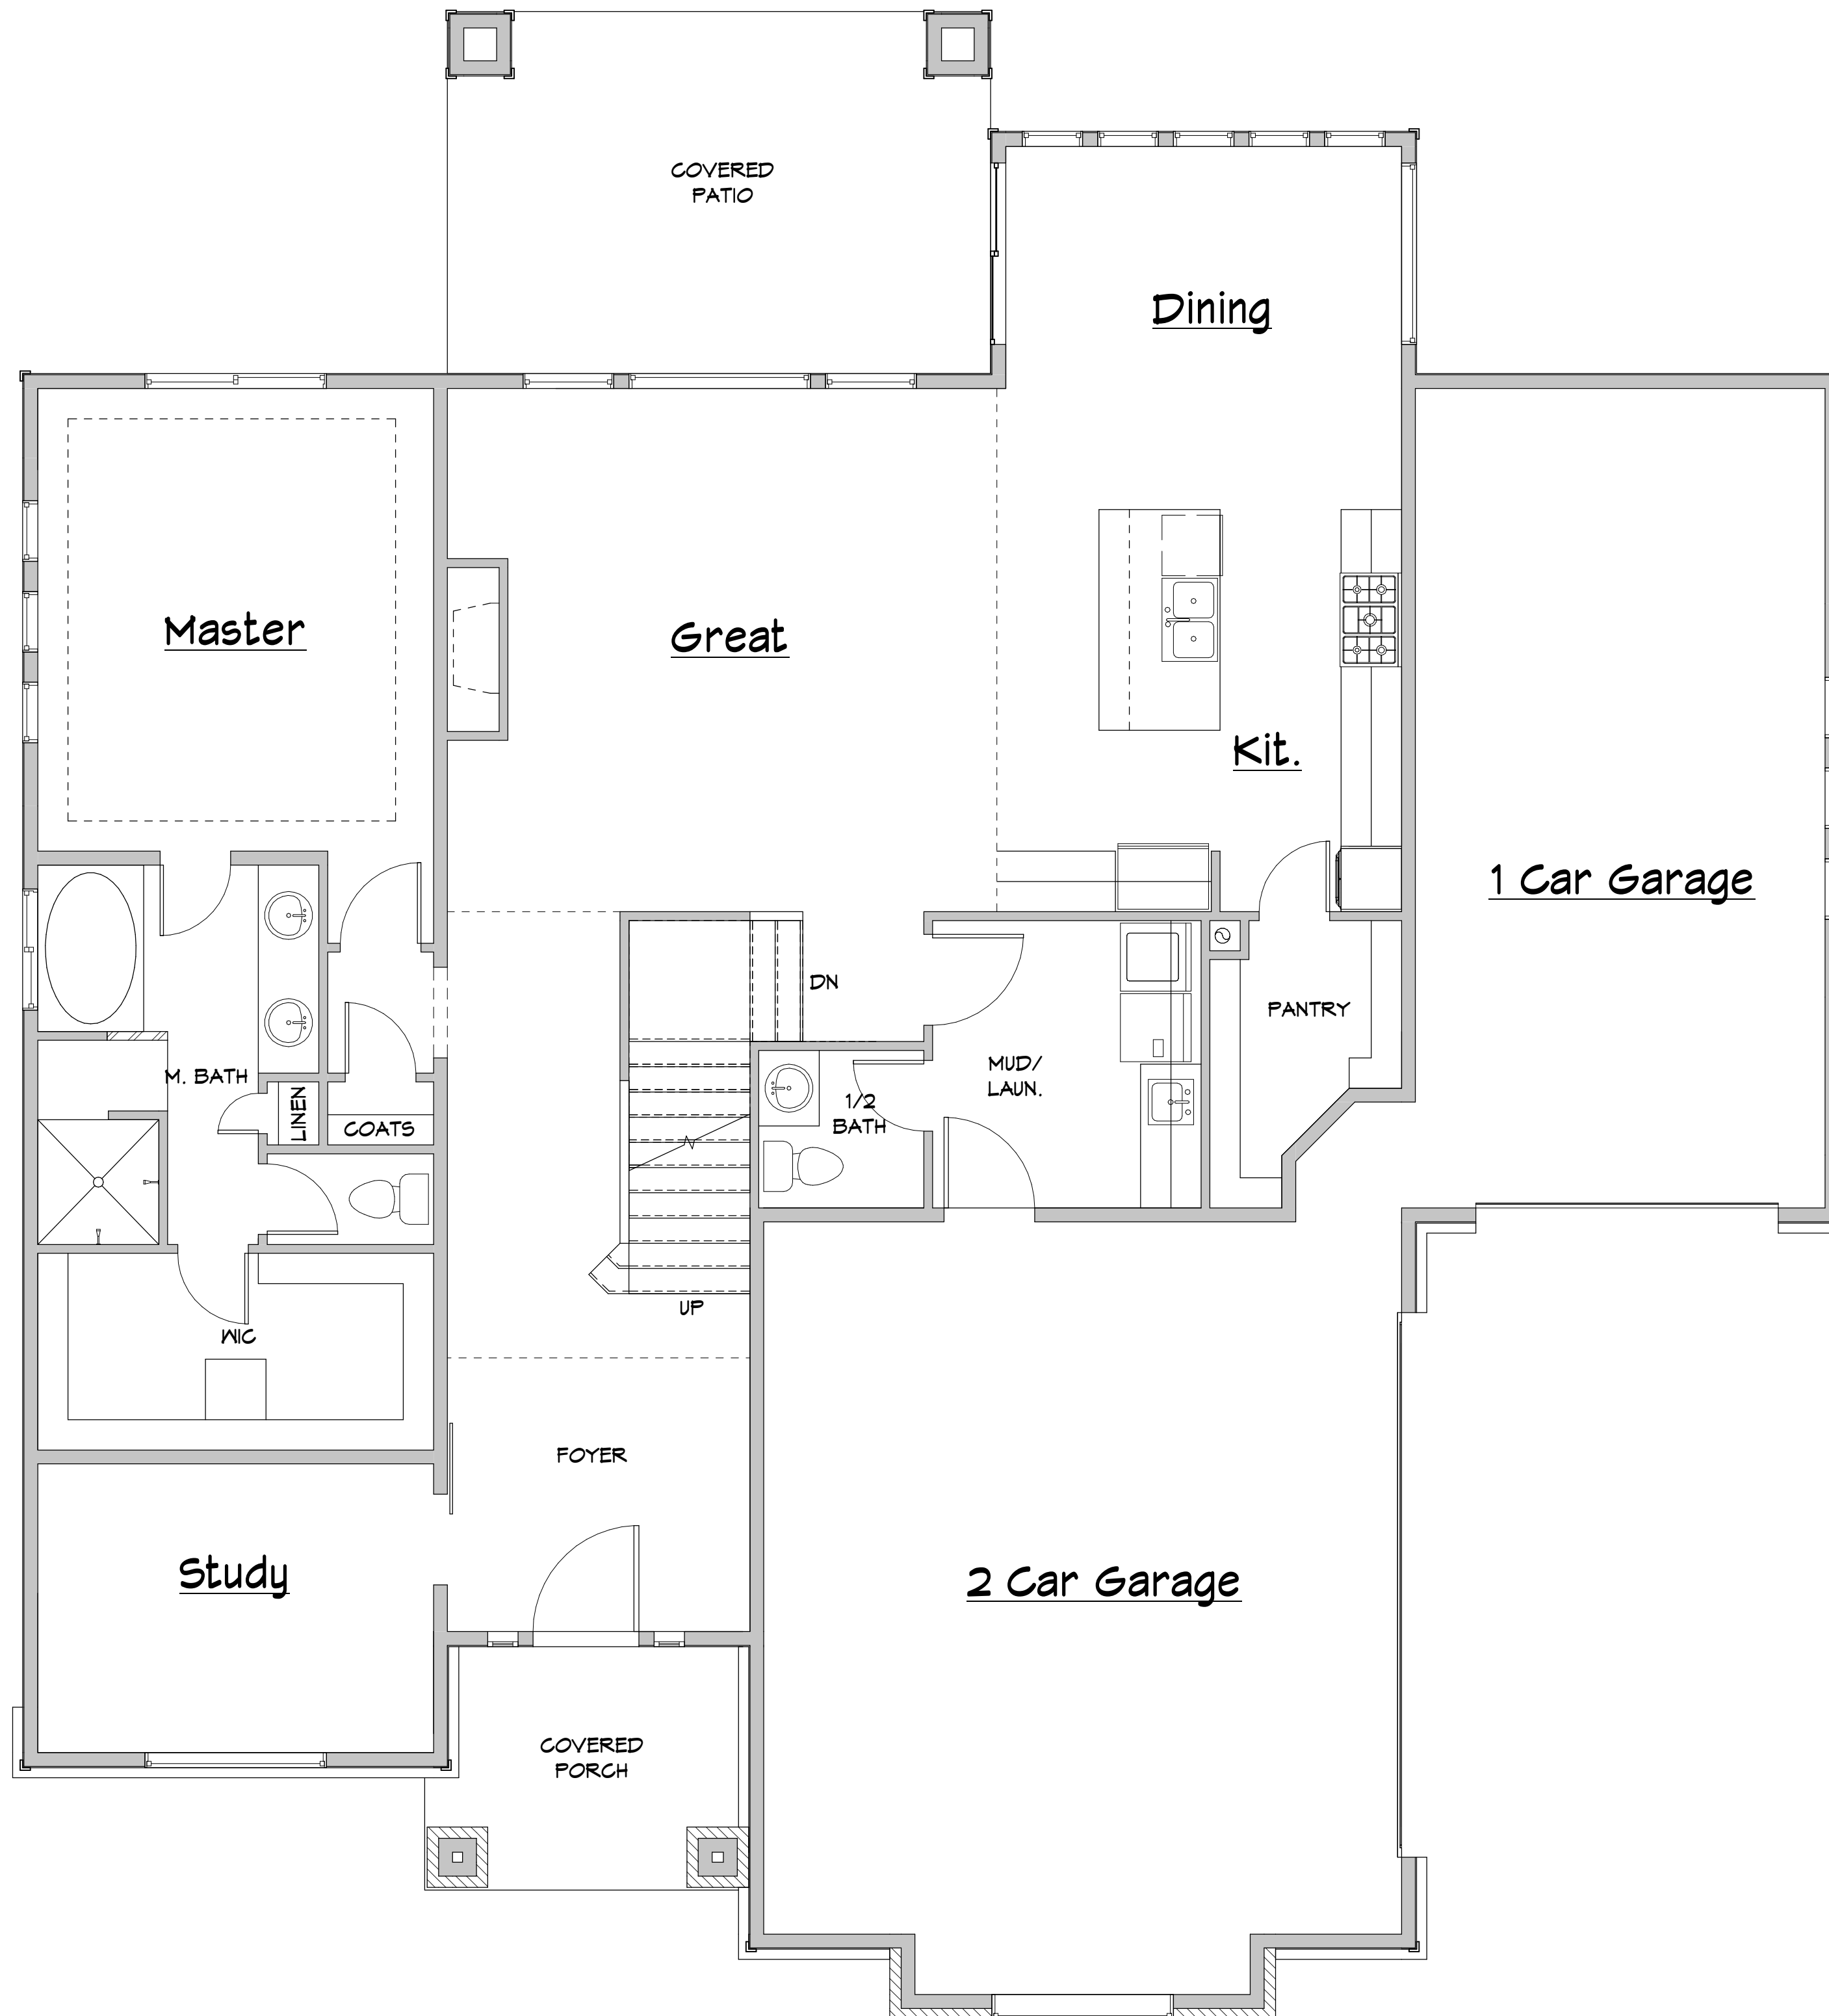 COVERED
PATIO
Dining
Master
Great
Kit.
1 Car Garage
DN
PANTRY
M. BATH
LINEN
COATS
1/2
BATH
MUD/
LAUN.
UP
WIC
FOYER
Study
2 Car Garage
COVERED
PORCH